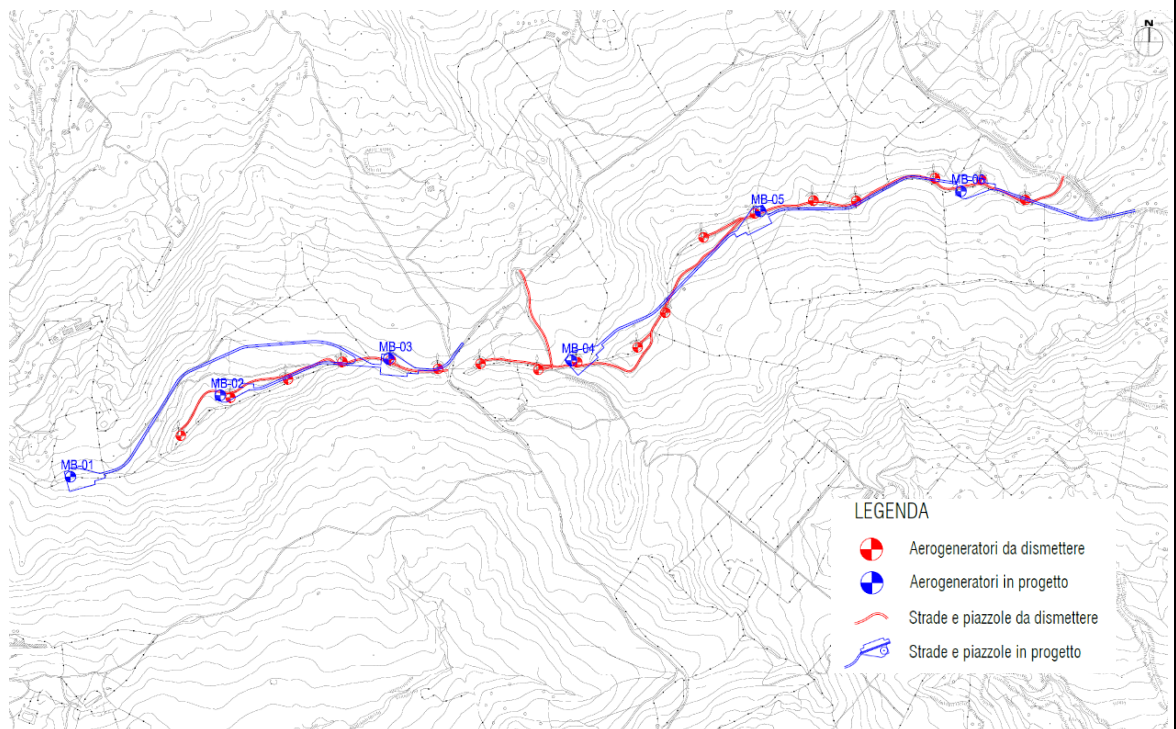 N
MB-06
MB-05
MB-03
MB-04
MB-02
MB-01
LEGENDA
Aerogeneratori da dismettere
Aerogeneratori in progetto
Strade e piazzole da dismettere
Strade e piazzole in progetto